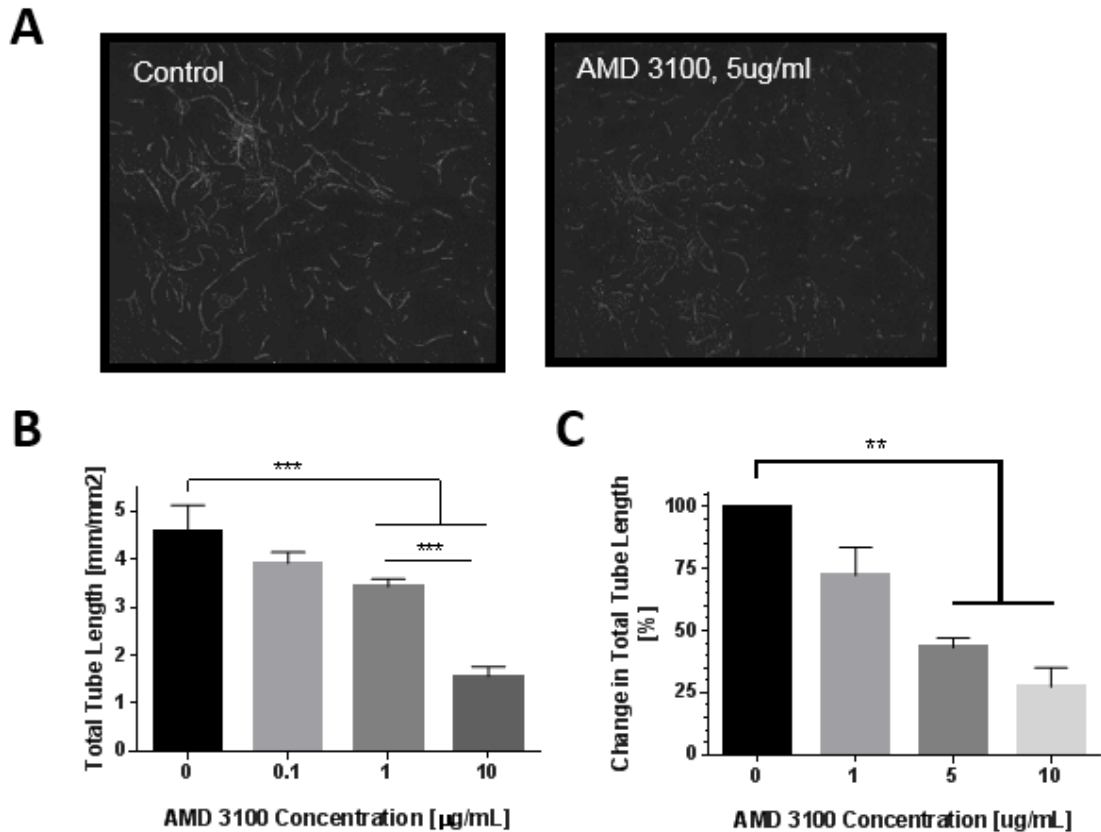 A
Control
AMD 3100, 5ug/ml
B
Total Tube Length [mm/mm2]
5
4
3
2
1
0
***
***
0 0.1 1 10
AMD 3100 Concentration [µg/mL]
C
Change in Total Tube Length
[%]
100
75
50
25
0
**
0 1 5 10
AMD 3100 Concentration [ug/mL]